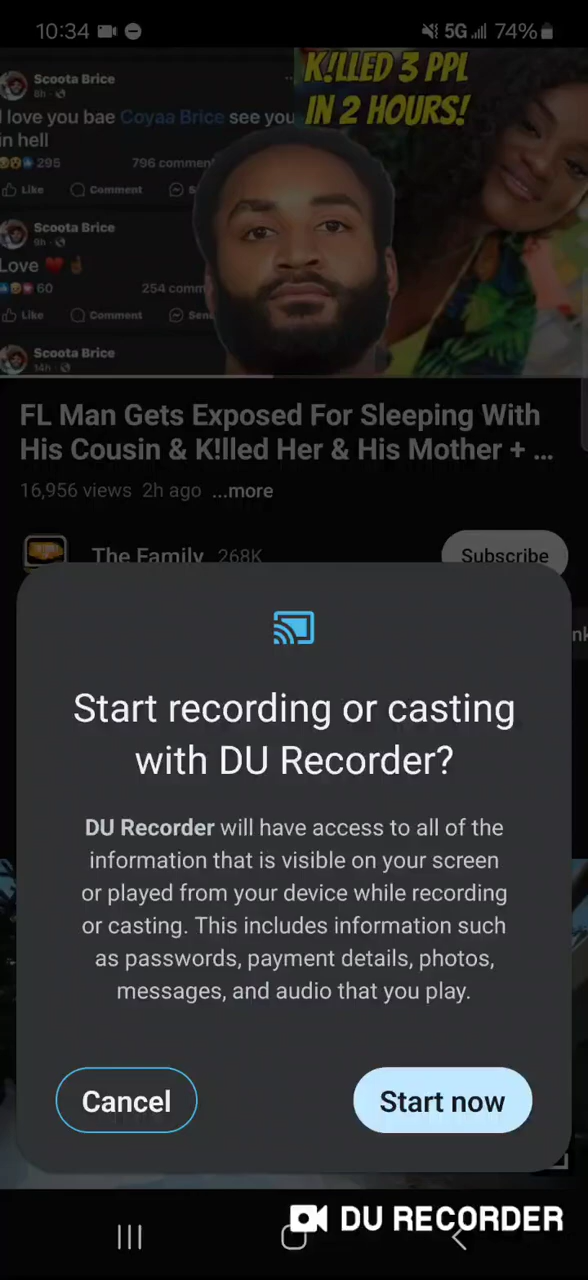 10:34
5G 74%
K!LLED 3 PPL
IN 2 HOURS!
Scoota Brice
8h
I love you bae Coyaa Brice see you
in hell
295 796 comment
Like Comment S
Scoota Brice
9h
Love
60 254 comm
Like Comment Sen
Scoota Brice
14h
FL Man Gets Exposed For Sleeping With
His Cousin & K!lled Her & His Mother + ...
16,956 views 2h ago ...more
The Family 268K
Subscribe
Start recording or casting
with DU Recorder?
DU Recorder will have access to all of the
information that is visible on your screen
or played from your device while recording
or casting. This includes information such
as passwords, payment details, photos,
messages, and audio that you play.
Cancel
Start now
DU RECORDER